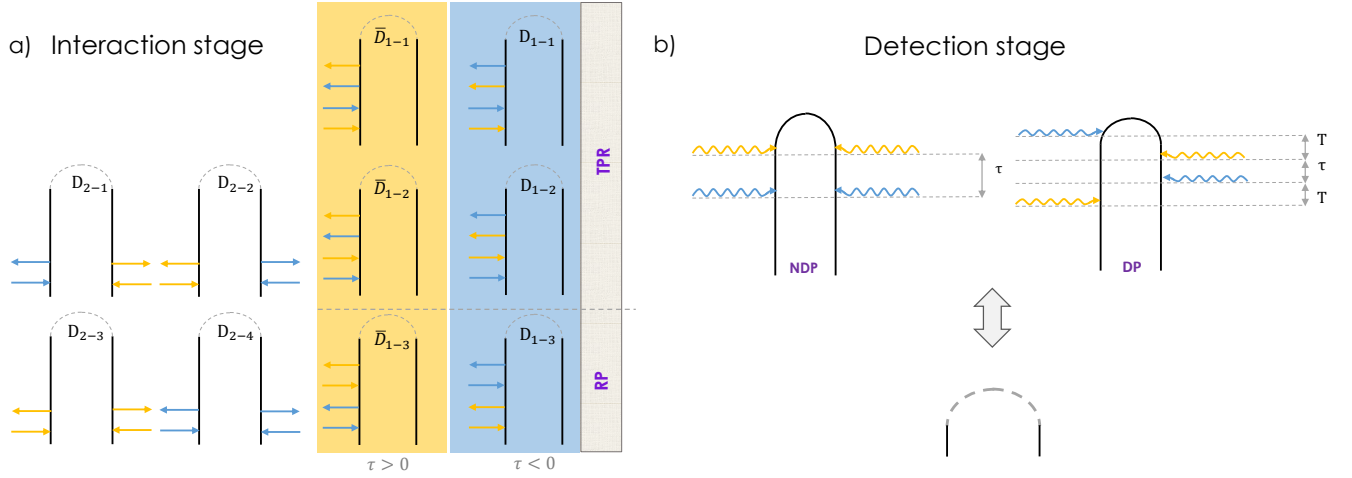 a) Interaction stage
D̄₁₋₁
D₁₋₁
D₂₋₁
D₂₋₂
D̄₁₋₂
D₁₋₂
TPR
D₂₋₃
D₂₋₄
D̄₁₋₃
D₁₋₃
RP
τ > 0
τ < 0
b) Detection stage
τ
NDP
T
τ
T
DP